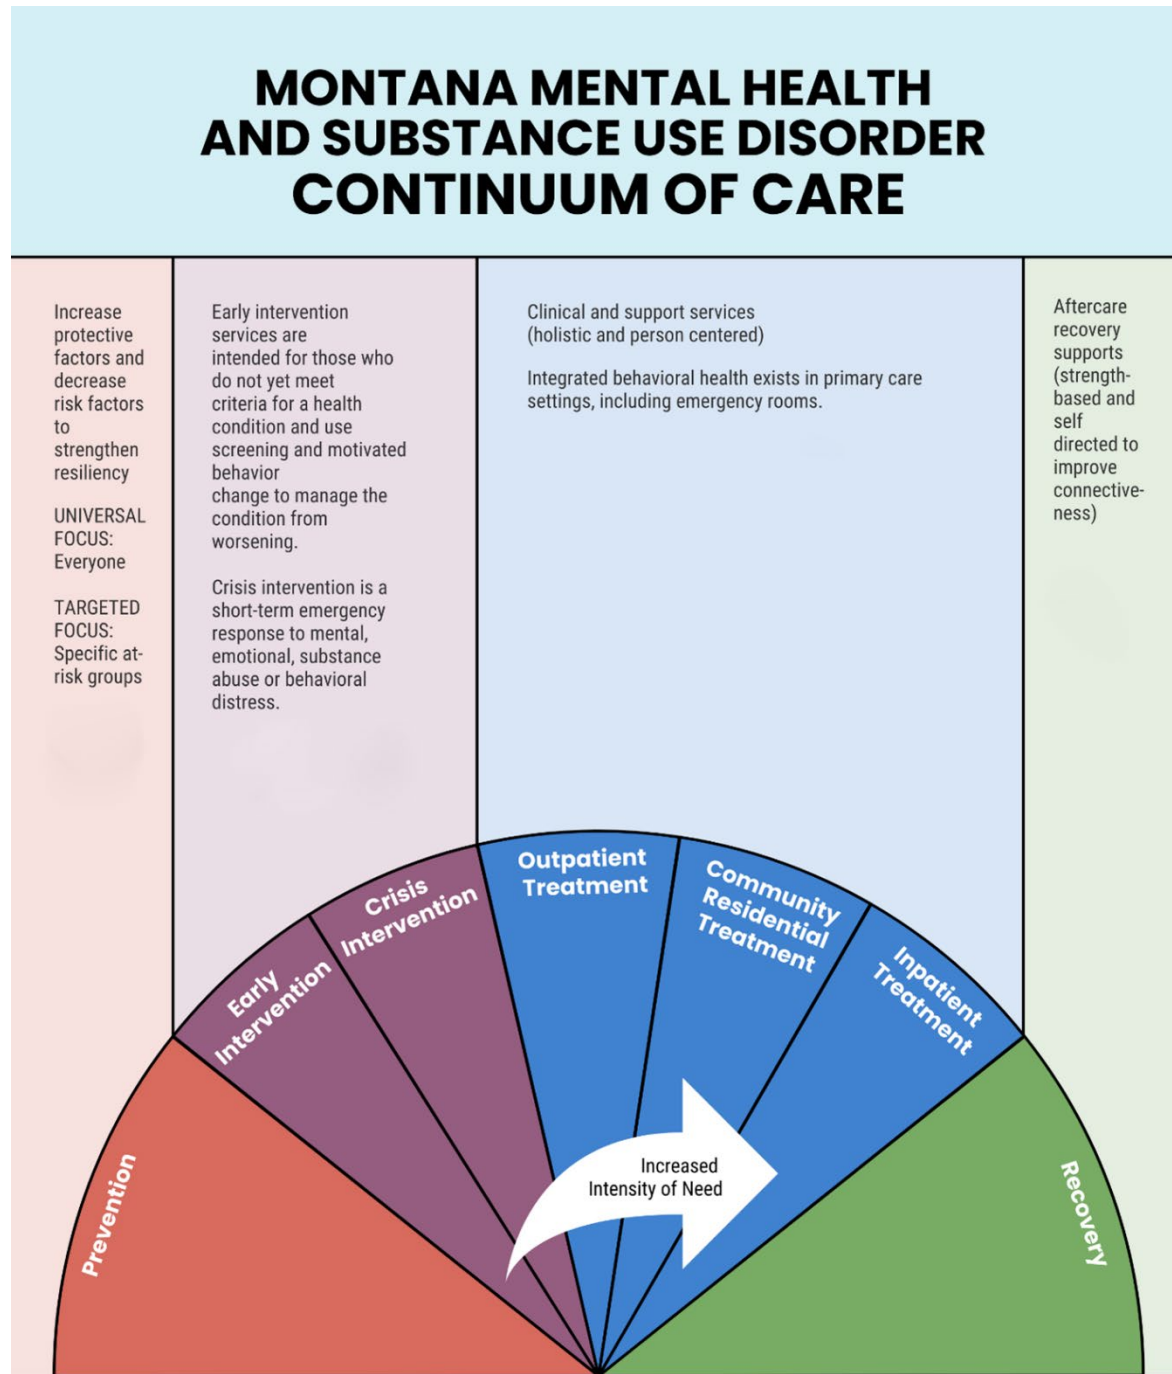 MONTANA MENTAL HEALTH
AND SUBSTANCE USE DISORDER
CONTINUUM OF CARE
Increase
protective
factors and
decrease
risk factors
to
strengthen
resiliency
UNIVERSAL
FOCUS:
Everyone
TARGETED
FOCUS:
Specific at-
risk groups
Early intervention
services are
intended for those who
do not yet meet
criteria for a health
condition and use
screening and motivated
behavior
change to manage the
condition from
worsening.
Crisis intervention is a
short-term emergency
response to mental,
emotional, substance
abuse or behavioral
distress.
Clinical and support services
(holistic and person centered)
Integrated behavioral health exists in primary care
settings, including emergency rooms.
Aftercare
recovery
supports
(strength-
based and
self
directed to
improve
connective-
ness)
Prevention
Early
Intervention
Crisis
Intervention
Outpatient
Treatment
Community
Residential
Treatment
Inpatient
Treatment
Recovery
Increased
Intensity of Need